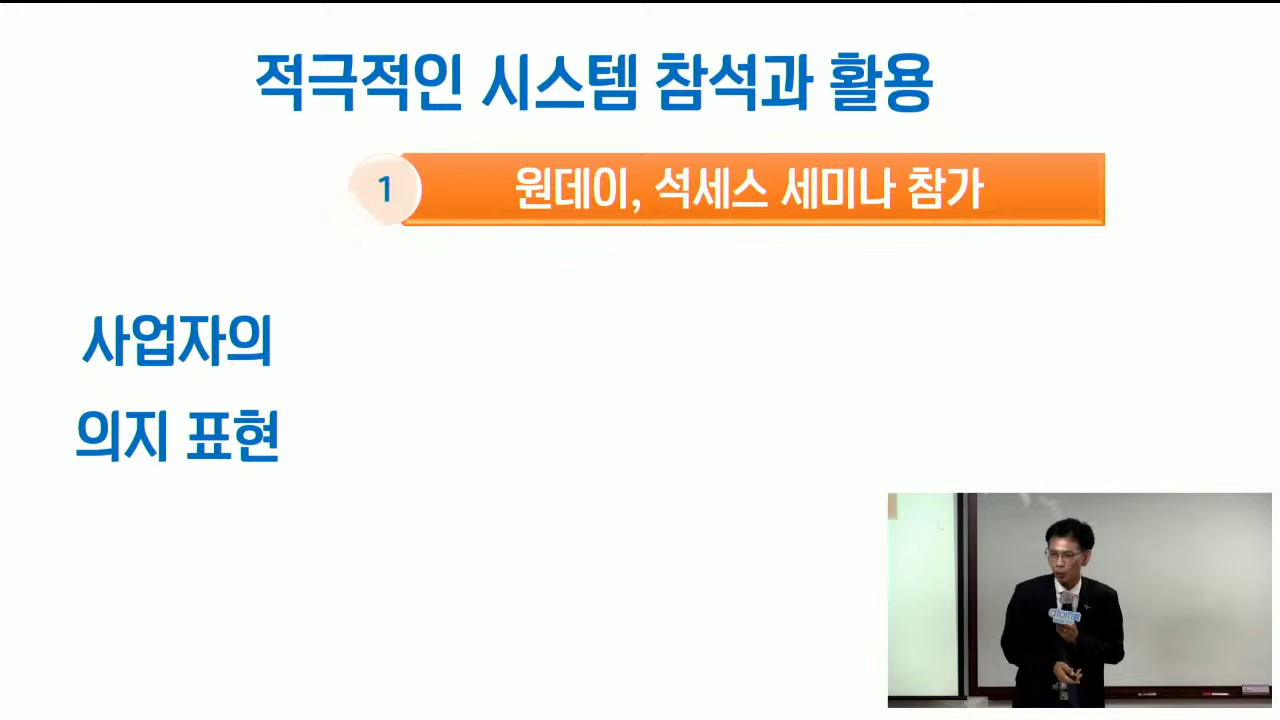 적극적인 시스템 참석과 활용
1
원데이, 석세스 세미나 참가
사업자의
의지 표현